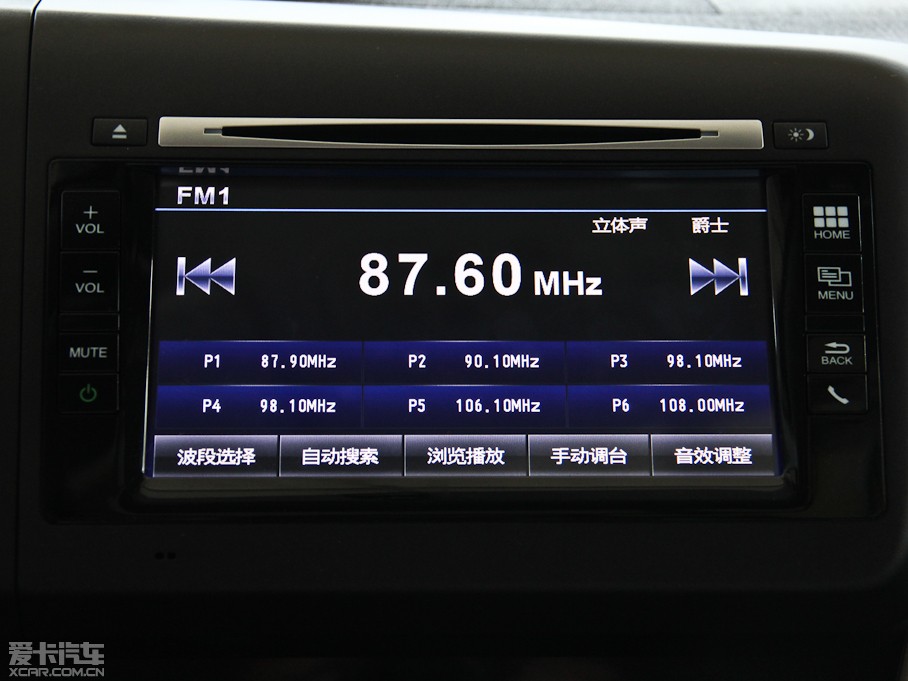 FM1
+
VOL
立体声 爵士
HOME
87.60 MHz
−
VOL
MENU
P1 87.90MHz P2 90.10MHz P3 98.10MHz
MUTE
BACK
P4 98.10MHz P5 106.10MHz P6 108.00MHz
波段选择 自动搜索 浏览播放 手动调台 音效调整
爱卡汽车
XCAR.COM.CN